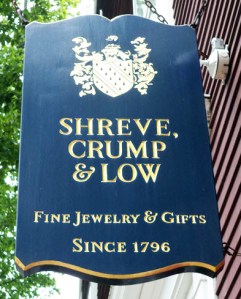 SHREVE,
CRUMP
& LOW
FINE JEWELRY & GIFTS
SINCE 1796